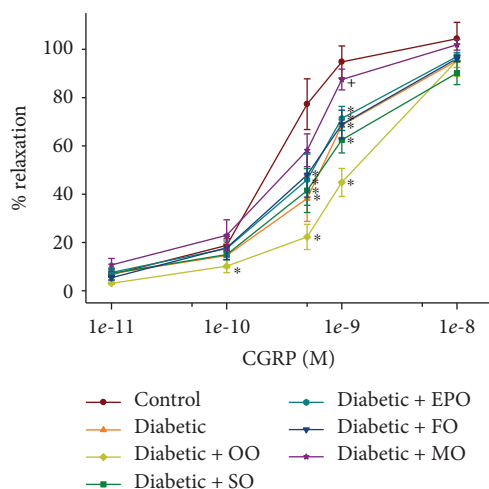 % relaxation
100
80
60
40
20
0
* * * * * * + * * * * *
1e-11 1e-10 1e-9 1e-8
CGRP (M)
Control
Diabetic
Diabetic + OO
Diabetic + SO
Diabetic + EPO
Diabetic + FO
Diabetic + MO